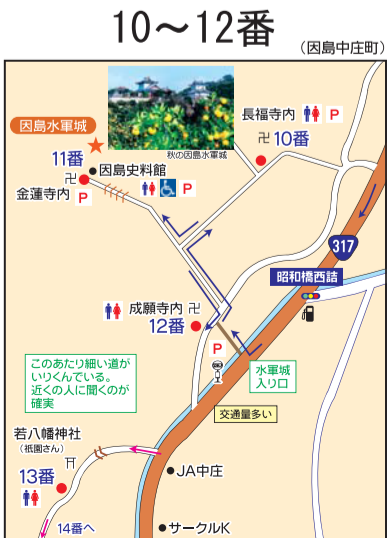 10～12番
（因島中庄町）
因島水軍城
秋の因島水軍城
長福寺内
P
卍 10番
11番
卍
因島史料館
金蓮寺内
P
P
317
昭和橋西詰
成願寺内 卍
12番
P
水軍城
入り口
このあたり細い道が
いりくんでいる。
近くの人に聞くのが
確実
交通量多い
若八幡神社
（祇園さん）
13番
JA中庄
14番へ
サークルK